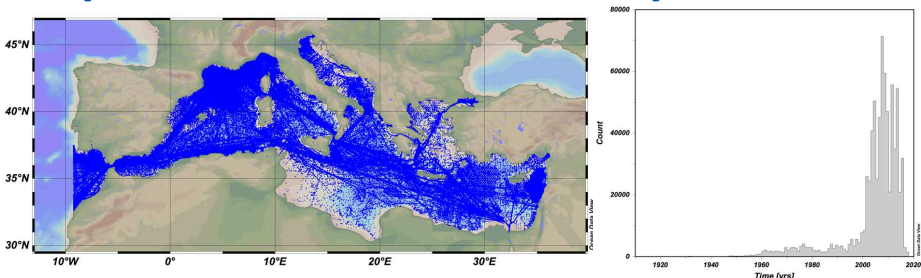 45°N
40°N
35°N
30°N
10°W
0°
10°E
20°E
30°E
Ocean Data View
80000
60000
40000
20000
0
Count
1920
1940
1960
1980
2000
2020
Time [yrs]
Ocean Data View